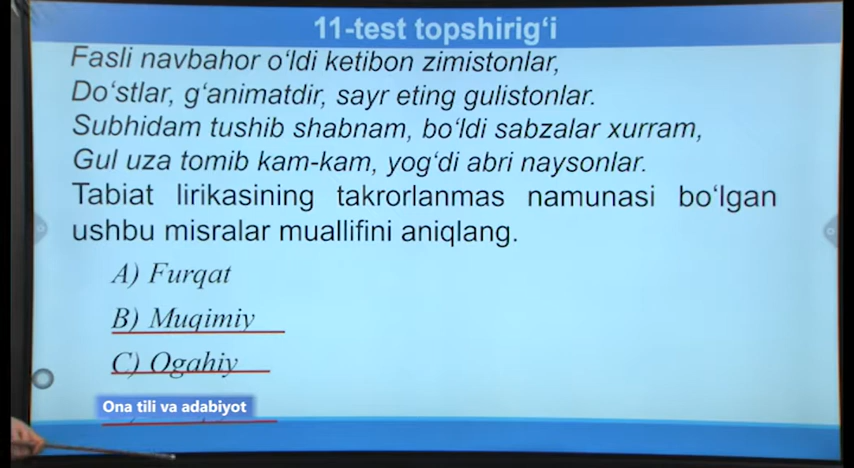 11-test topshirig‘i
Fasli navbahor o‘ldi ketibon zimistonlar,
Do‘stlar, g‘animatdir, sayr eting gulistonlar.
Subhidam tushib shabnam, bo‘ldi sabzalar xurram,
Gul uza tomib kam-kam, yog‘di abri naysonlar.
Tabiat lirikasining takrorlanmas namunasi bo‘lgan
ushbu misralar muallifini aniqlang.
A) Furqat
B) Muqimiy
C) Ogahiy
Ona tili va adabiyot